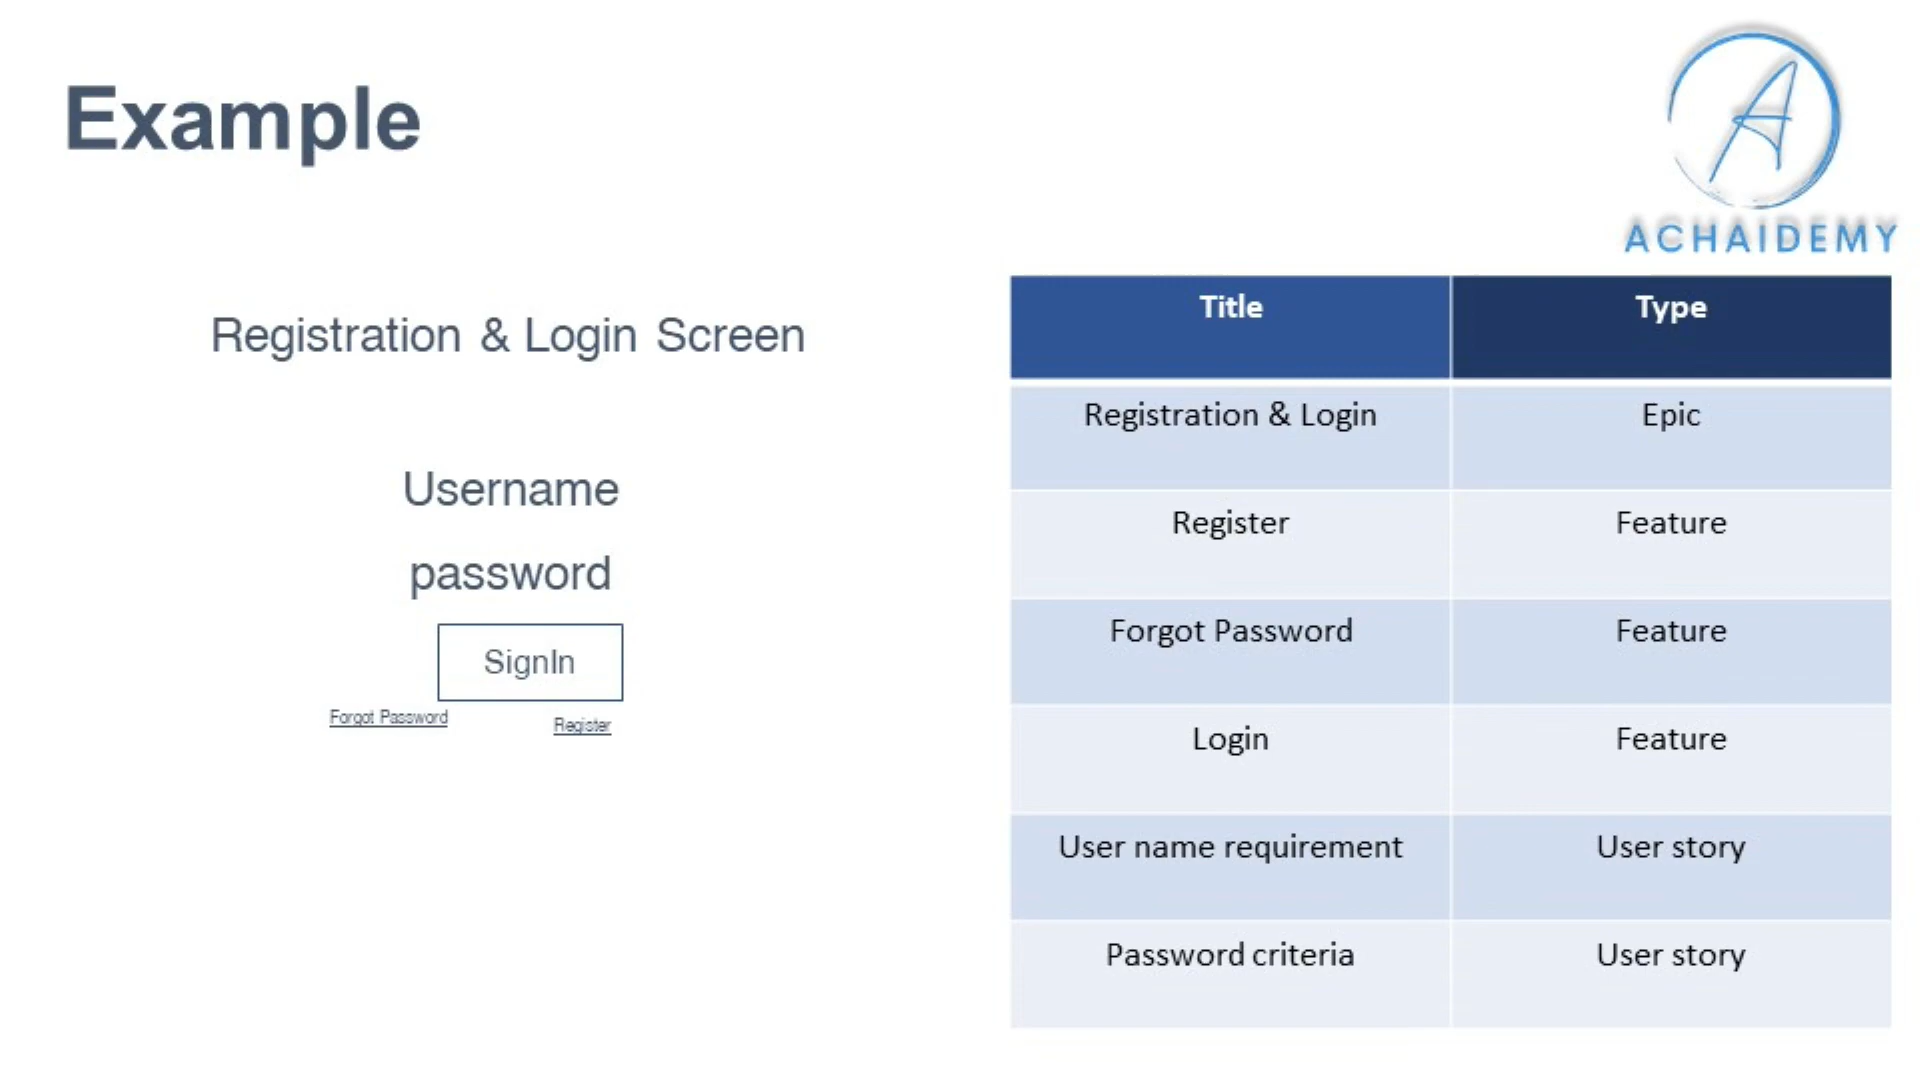 Example
ACHAIDEMY
Registration & Login Screen
Username
password
SignIn
Forgot Password
Register
Title Type
Registration & Login Epic
Register Feature
Forgot Password Feature
Login Feature
User name requirement User story
Password criteria User story